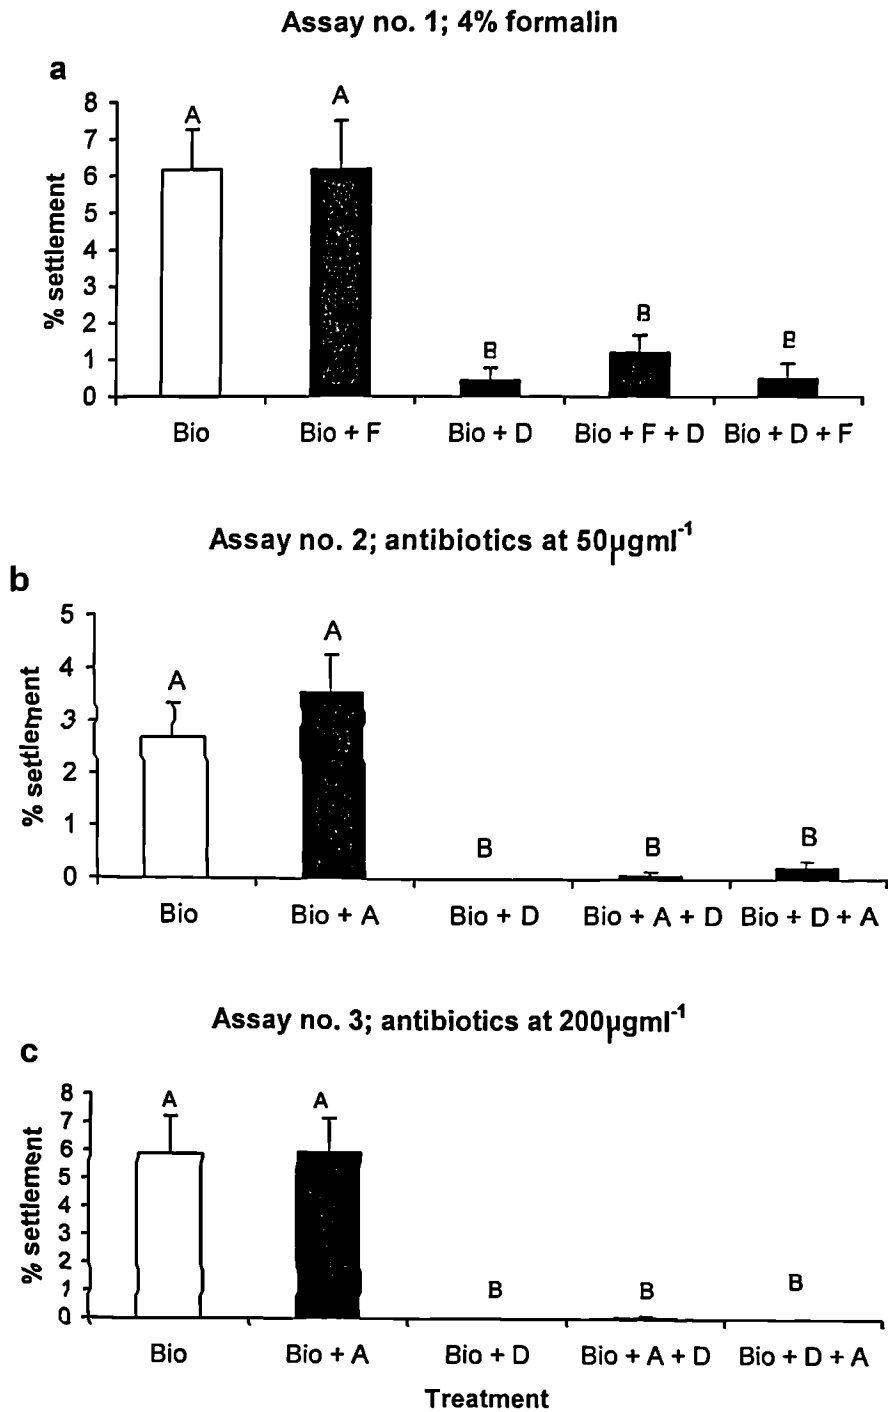 Assay no. 1; 4% formalin
a
8
7
6
5
4
3
2
1
0
% settlement
A
A
B
B
B
Bio
Bio + F
Bio + D
Bio + F + D
Bio + D + F
Assay no. 2; antibiotics at 50µgml-1
b
5
4
3
2
1
0
% settlement
A
A
B
B
B
Bio
Bio + A
Bio + D
Bio + A + D
Bio + D + A
Assay no. 3; antibiotics at 200µgml-1
c
8
7
6
5
4
3
2
1
0
% settlement
A
A
B
B
B
Bio
Bio + A
Bio + D
Bio + A + D
Bio + D + A
Treatment